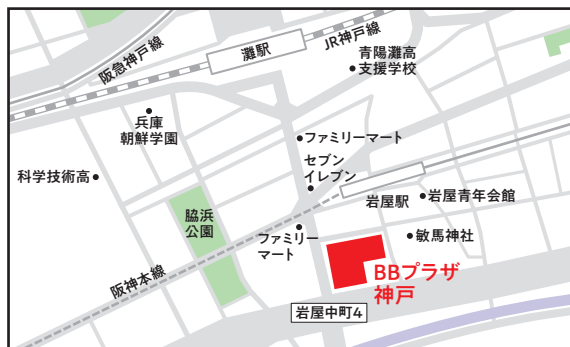 阪急神戸線
灘駅
JR神戸線
青陽灘高
支援学校
兵庫
朝鮮学園
ファミリーマート
セブン
イレブン
科学技術高
岩屋駅
岩屋青年会館
脇浜
公園
ファミリー
マート
敏馬神社
阪神本線
BBプラザ
神戸
岩屋中町4